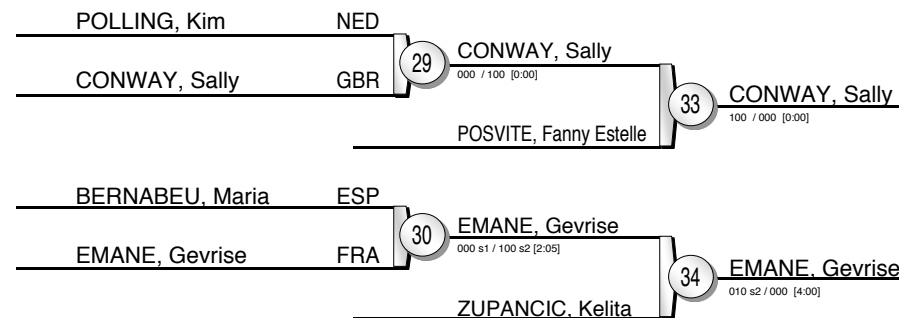 POLLING, Kim NED
CONWAY, Sally GBR
29
CONWAY, Sally
000 / 100 [0:00]
POSVITE, Fanny Estelle
33
CONWAY, Sally
100 / 000 [0:00]
BERNABEU, Maria ESP
EMANE, Gevrise FRA
30
EMANE, Gevrise
000 s1 / 100 s2 [2:05]
ZUPANCIC, Kelita
34
EMANE, Gevrise
010 s2 / 000 [4:00]